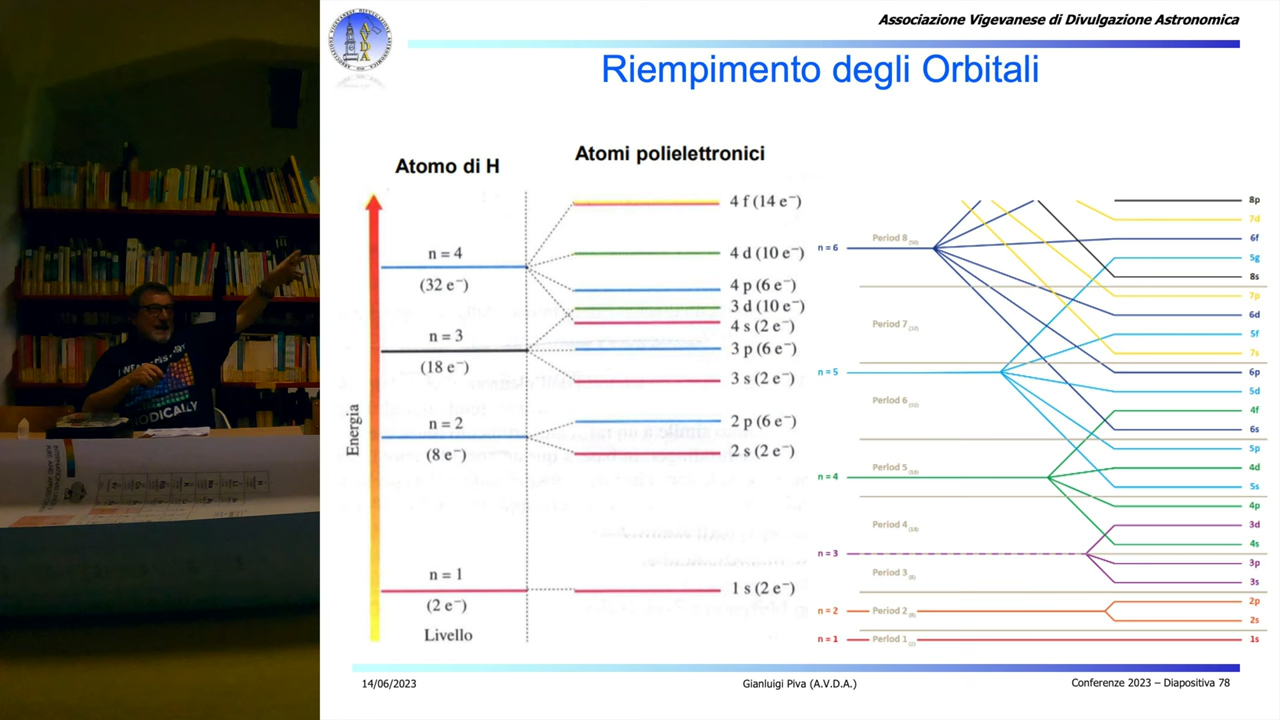 Associazione Vigevanese di Divulgazione Astronomica
A.V.D.A.
Riempimento degli Orbitali
Atomo di H
Atomi polielettronici
Energia
n = 4
(32 e⁻)
n = 3
(18 e⁻)
n = 2
(8 e⁻)
n = 1
(2 e⁻)
Livello
4 f (14 e⁻)
4 d (10 e⁻)
4 p (6 e⁻)
3 d (10 e⁻)
4 s (2 e⁻)
3 p (6 e⁻)
3 s (2 e⁻)
2 p (6 e⁻)
2 s (2 e⁻)
1 s (2 e⁻)
n = 6
n = 5
n = 4
n = 3
n = 2
n = 1
Period 8
Period 7
Period 6
Period 5
Period 4
Period 3
Period 2
Period 1
8p
7d
6f
5g
8s
7p
6d
5f
7s
6p
5d
4f
6s
5p
4d
5s
4p
3d
4s
3p
3s
2p
2s
1s
14/06/2023
Gianluigi Piva (A.V.D.A.)
Conferenze 2023 – Diapositiva 78